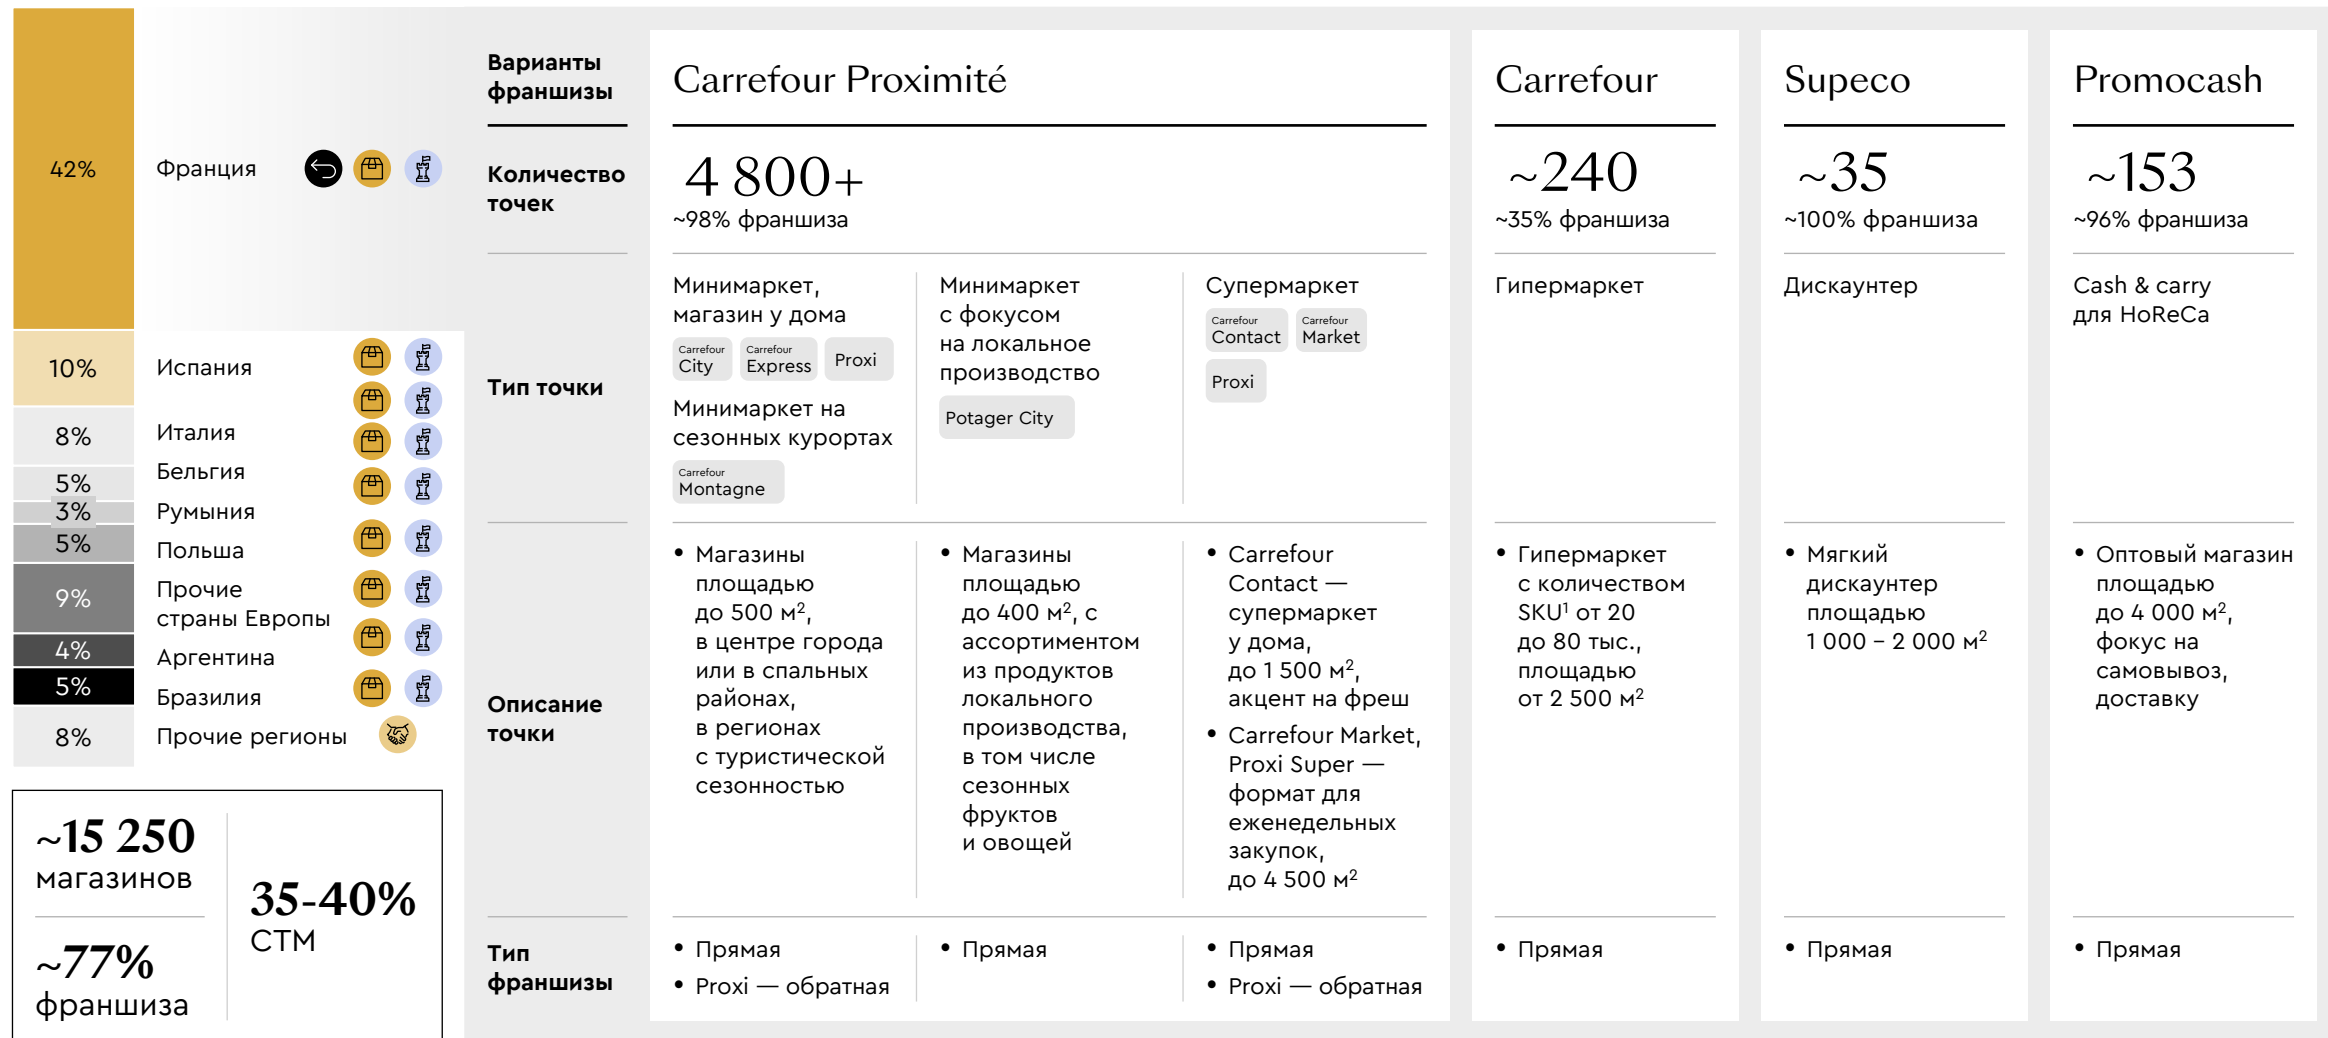 42%
Франция
10%
Испания
8%
Италия
5%
Бельгия
3%
Румыния
5%
Польша
9%
Прочие
страны Европы
4%
Аргентина
5%
Бразилия
8%
Прочие регионы
~15 250
магазинов
~77%
франшиза
35-40%
СТМ
Варианты
франшизы
Carrefour Proximité
Carrefour
Supeco
Promocash
Количество
точек
4 800+
~98% франшиза
~240
~35% франшиза
~35
~100% франшиза
~153
~96% франшиза
Тип точки
Минимаркет,
магазин у дома
Carrefour
City
Carrefour
Express
Proxi
Минимаркет на
сезонных курортах
Carrefour
Montagne
Минимаркет
с фокусом
на локальное
производство
Potager City
Супермаркет
Carrefour
Contact
Carrefour
Market
Proxi
Гипермаркет
Дискаунтер
Cash & carry
для HoReCa
Описание
точки
• Магазины
площадью
до 500 м²,
в центре города
или в спальных
районах,
в регионах
с туристической
сезонностью
• Магазины
площадью
до 400 м², с
ассортиментом
из продуктов
локального
производства,
в том числе
сезонных
фруктов
и овощей
• Carrefour
Contact —
супермаркет
у дома,
до 1 500 м²,
акцент на фреш
• Carrefour Market,
Proxi Super —
формат для
еженедельных
закупок,
до 4 500 м²
• Гипермаркет
с количеством
SKU¹ от 20
до 80 тыс.,
площадью
от 2 500 м²
• Мягкий
дискаунтер
площадью
1 000 – 2 000 м²
• Оптовый магазин
площадью
до 4 000 м²,
фокус на
самовывоз,
доставку
Тип
франшизы
• Прямая
• Proxi — обратная
• Прямая
• Прямая
• Proxi — обратная
• Прямая
• Прямая
• Прямая